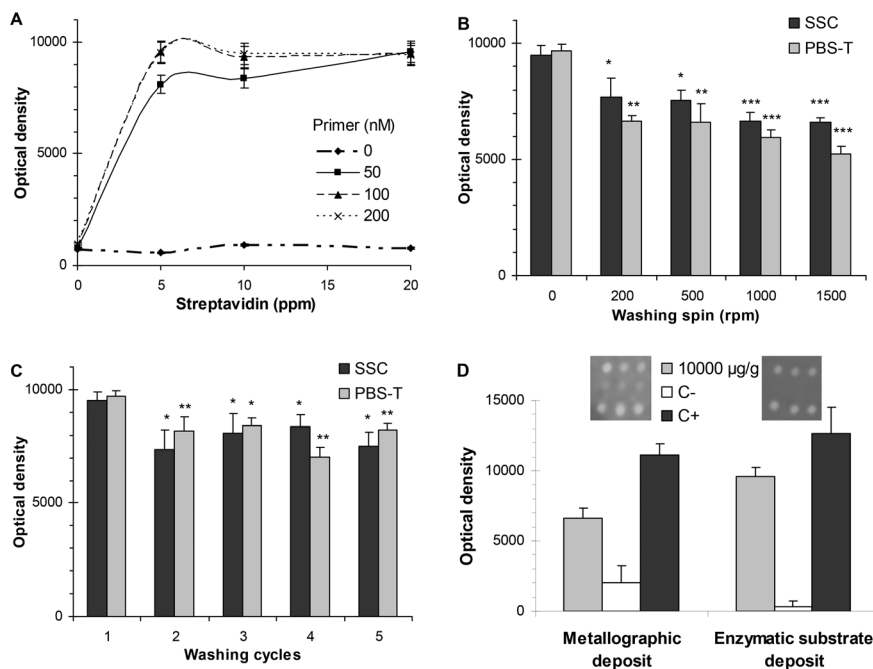 A
Optical density
10000
5000
0
Primer (nM)
0
50
100
200
0 5 10 15 20
Streptavidin (ppm)
B
SSC
PBS-T
Optical density
15000
10000
5000
0
* ** * ** *** *** *** ***
0 200 500 1000 1500
Washing spin (rpm)
C
SSC
PBS-T
Optical density
10000
5000
0
* ** * * * ** * **
1 2 3 4 5
Washing cycles
D
10000 µg/g
C-
C+
Optical density
15000
10000
5000
0
Metallographic
deposit
Enzymatic substrate
deposit